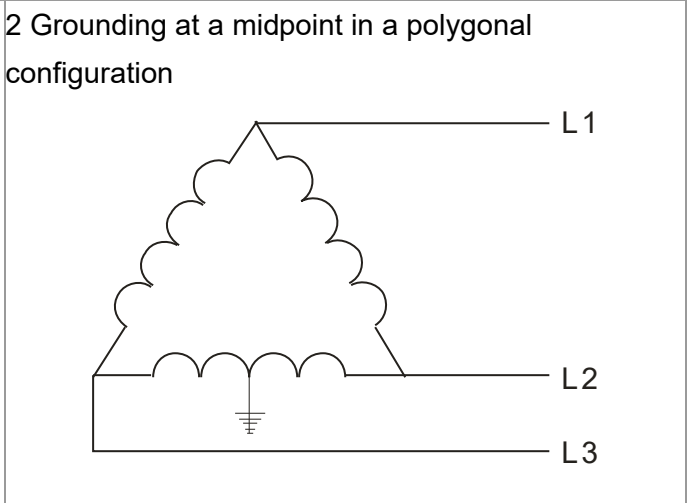 2 Grounding at a midpoint in a polygonal
configuration
L1
L2
L3